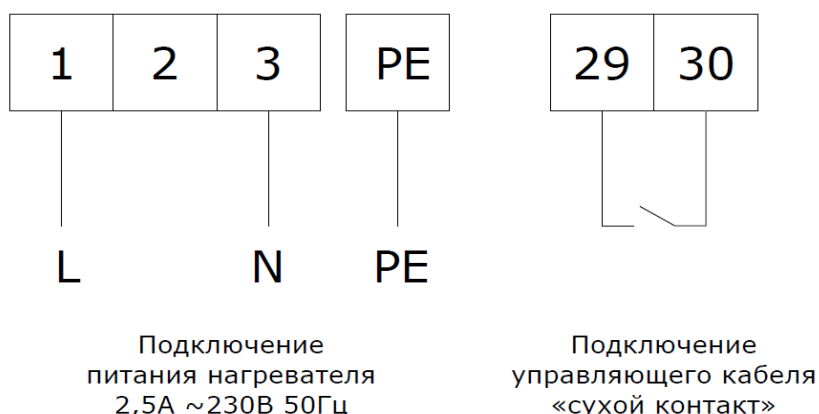 1 2 3 PE 29 30
L N PE
Подключение
питания нагревателя
2,5А ~230В 50Гц
Подключение
управляющего кабеля
«сухой контакт»